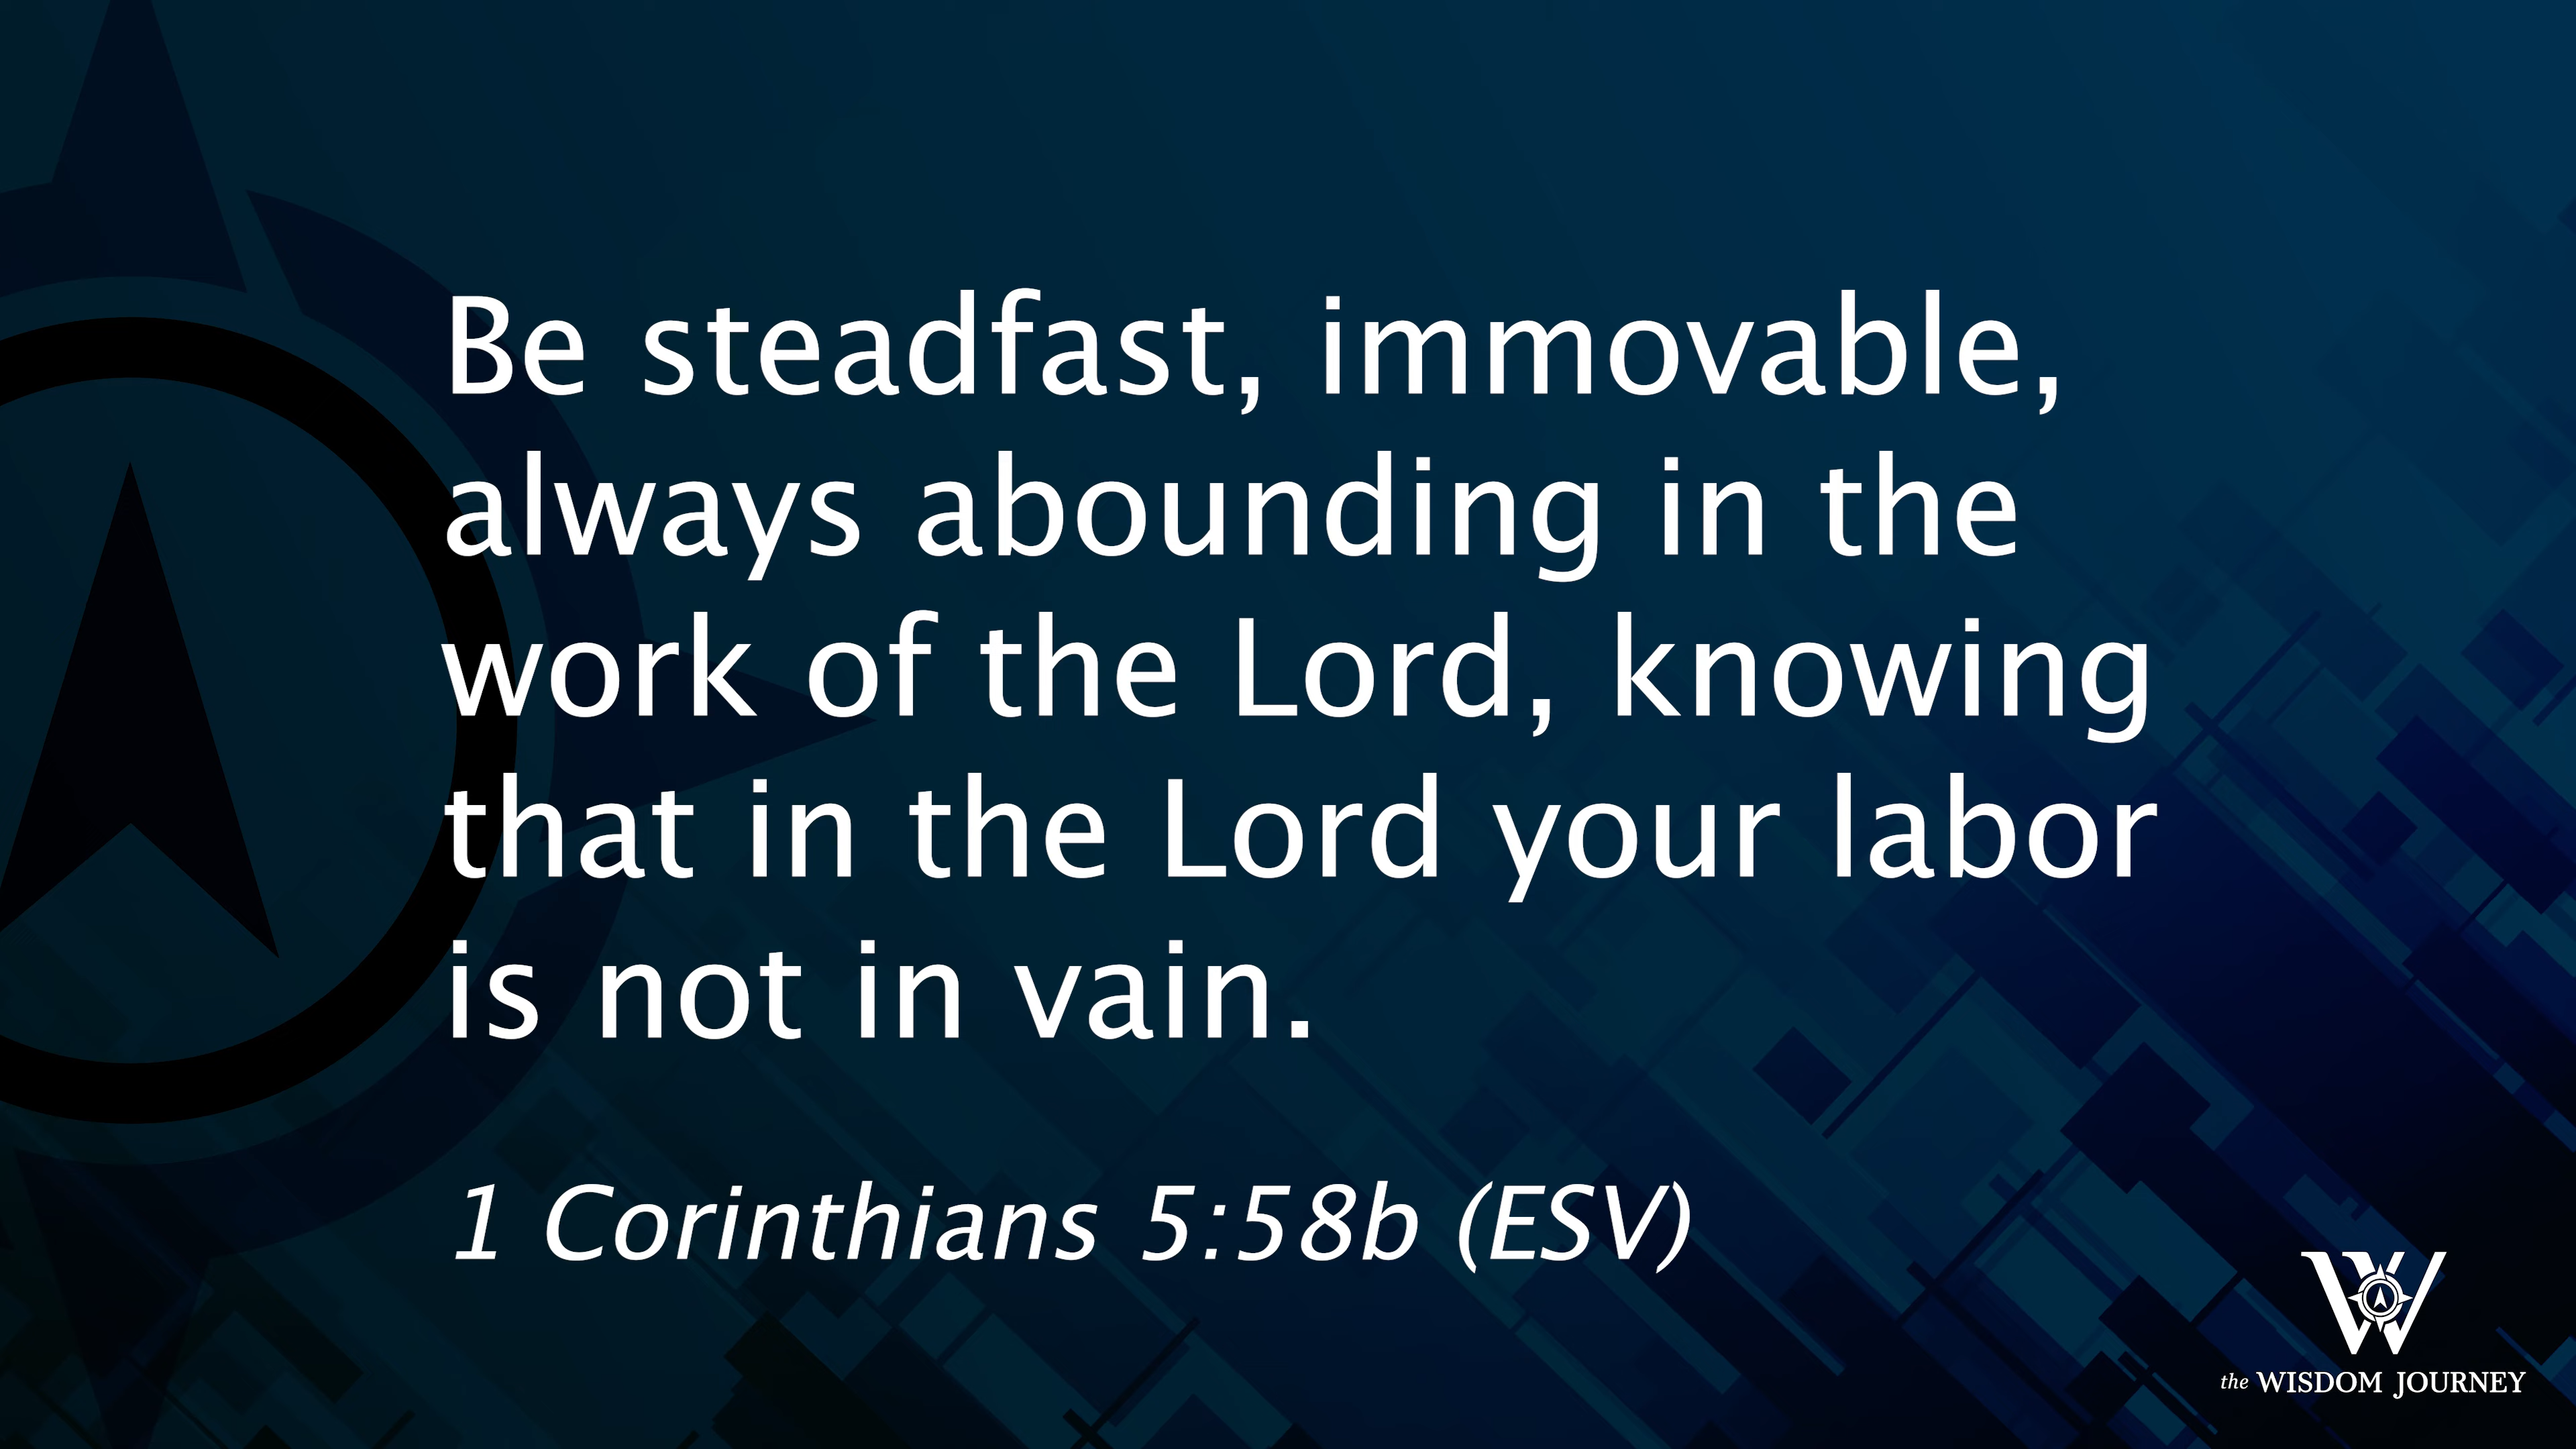 Be steadfast, immovable,
always abounding in the
work of the Lord, knowing
that in the Lord your labor
is not in vain.
1 Corinthians 5:58b (ESV)
W
the WISDOM JOURNEY